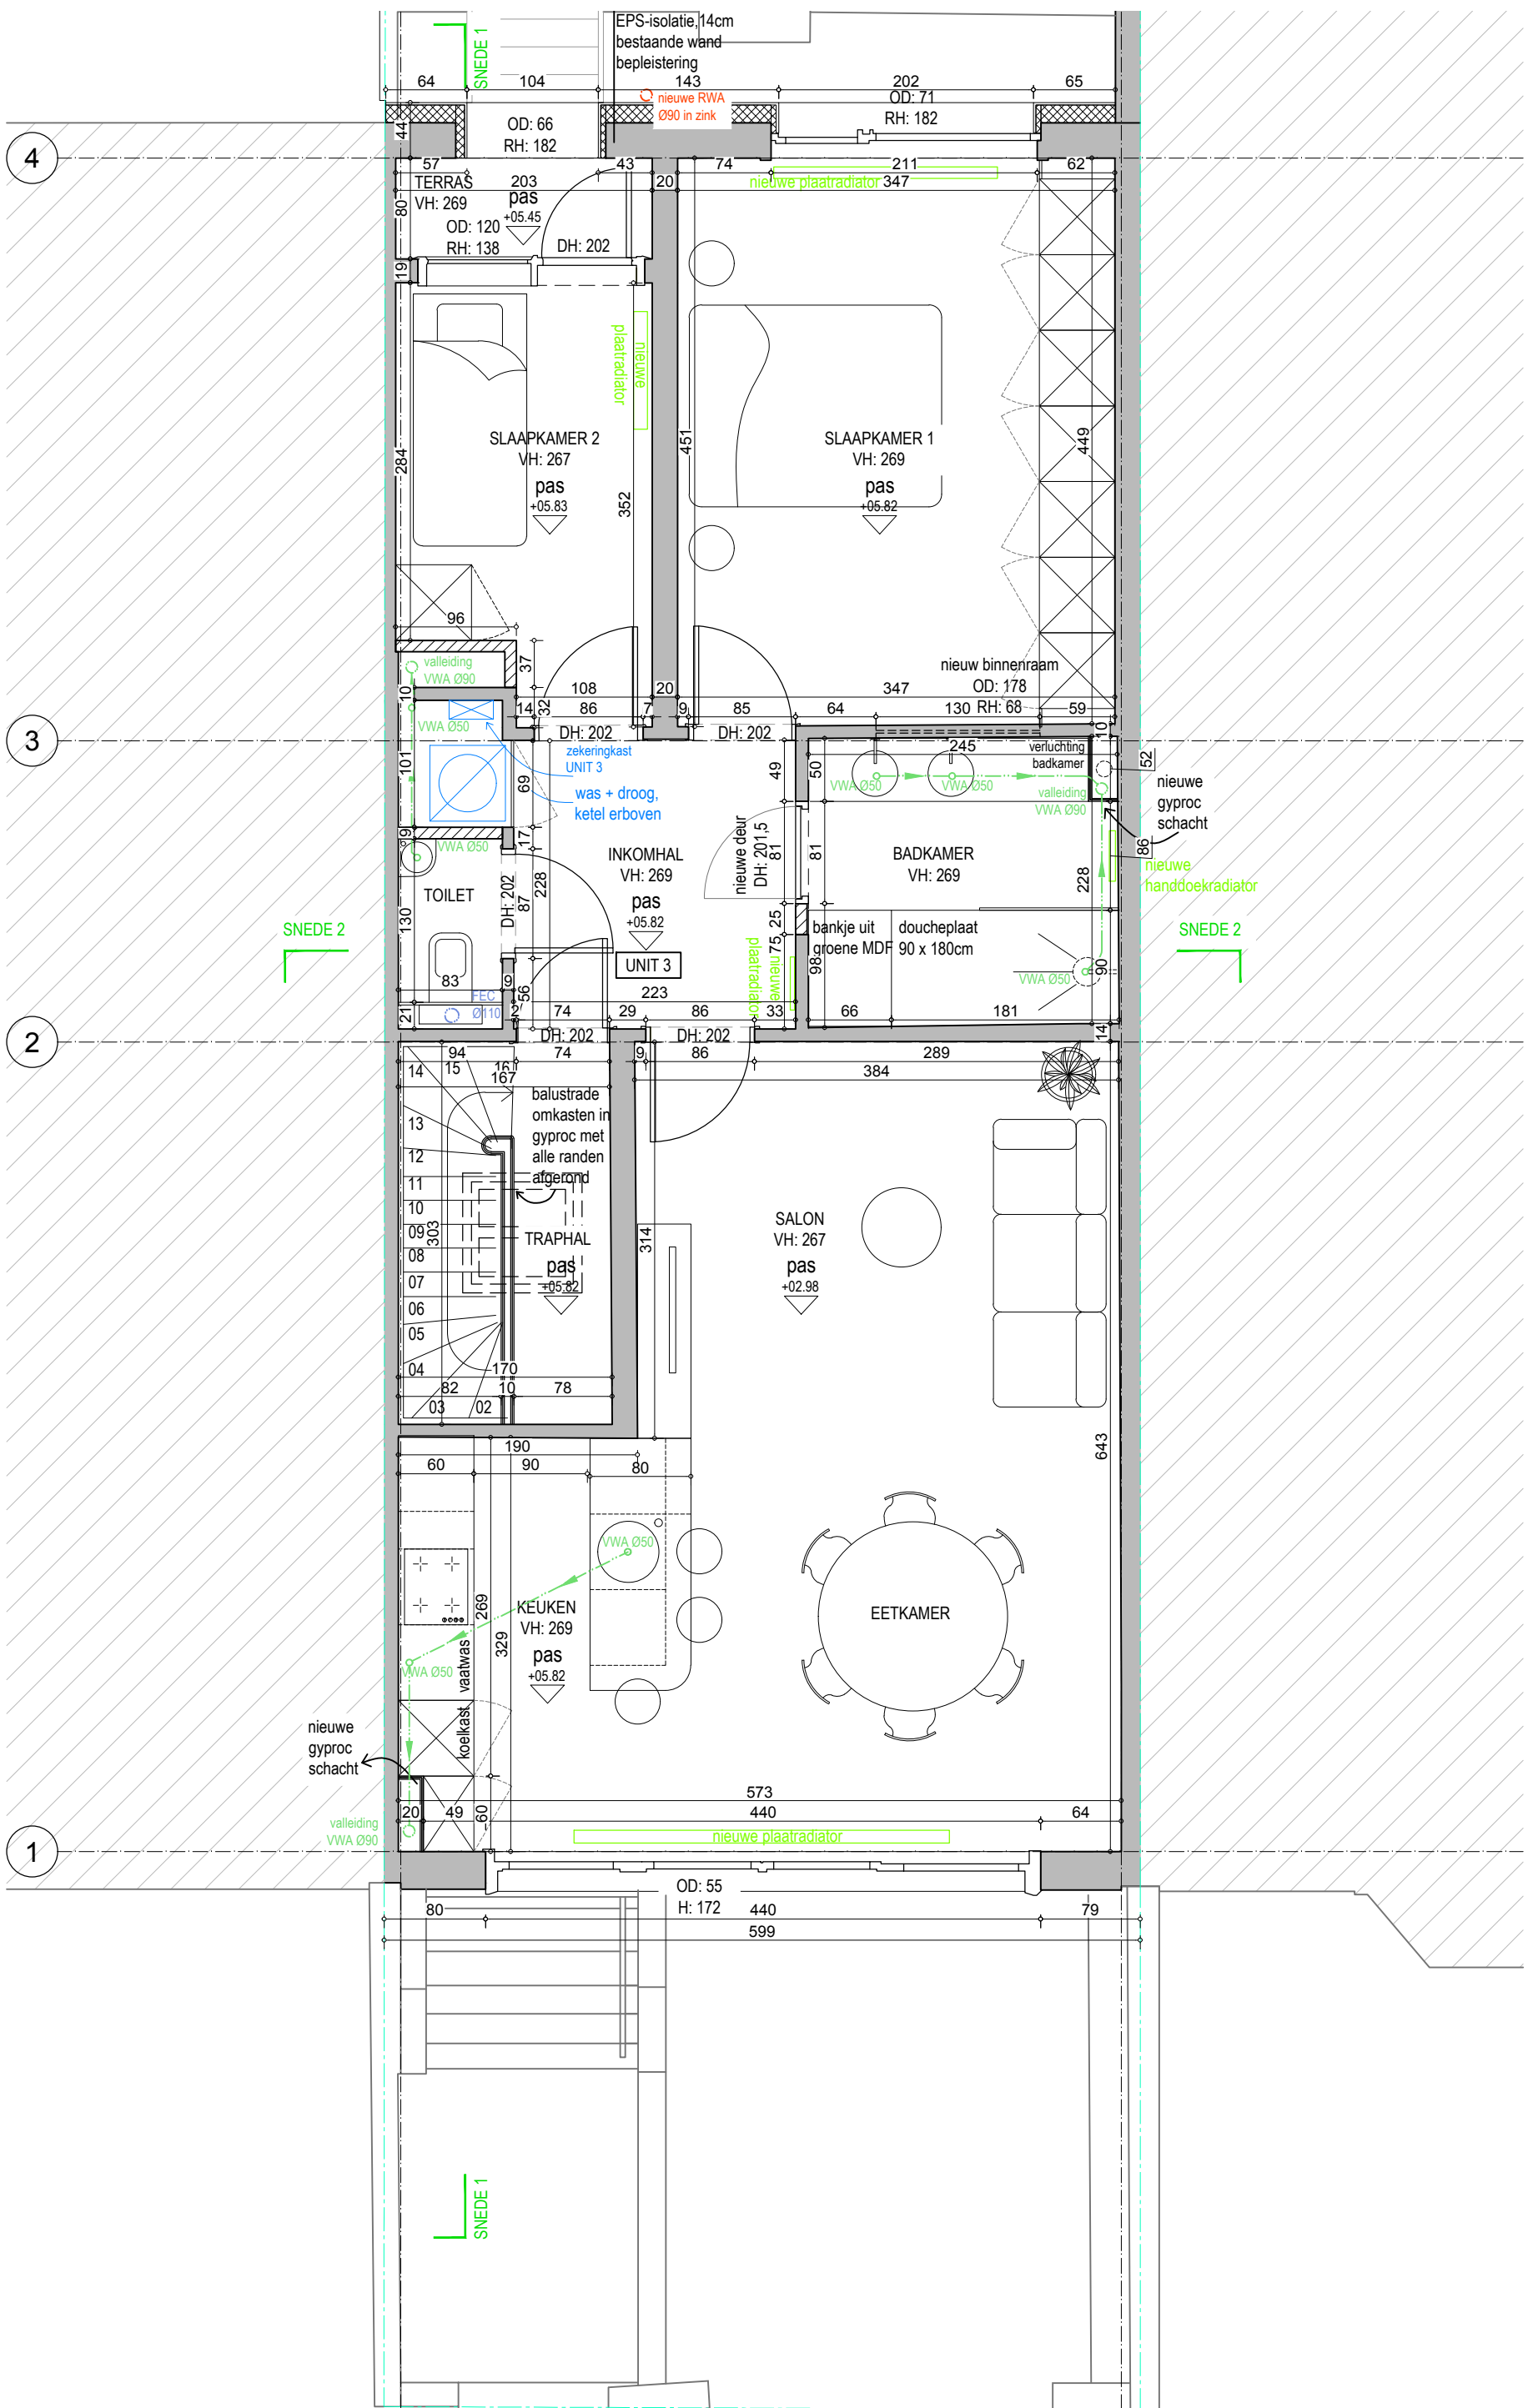 EPS-isolatie,14cm
bestaande wand
bepleistering
SNEDE 1
64
104
143
202
65
nieuwe RWA
Ø90 in zink
OD: 71
RH: 182
OD: 66
RH: 182
44
4
57
43
74
211
62
TERRAS
VH: 269
203
pas
+05.45
20
nieuwe plaatradiator
347
80
OD: 120
RH: 138
DH: 202
19
nieuwe
plaatradiator
SLAAPKAMER 2
VH: 267
pas
+05.83
284
352
451
SLAAPKAMER 1
VH: 269
pas
+05.82
449
96
valleiding
VWA Ø90
37
nieuw binnenraam
OD: 178
RH: 68
10
108
20
347
32
14
86
7
9
85
64
130
59
10
VWA Ø50
DH: 202
DH: 202
3
zekeringkast
UNIT 3
245
verluchting
badkamer
52
101
69
was + droog,
ketel erboven
49
50
VWA Ø50
VWA Ø50
valleiding
VWA Ø90
nieuwe
gyproc
schacht
9
17
VWA Ø50
INKOMHAL
VH: 269
pas
+05.82
nieuwe deur
DH: 201,5
81
81
BADKAMER
VH: 269
86
nieuwe
handdoekradiator
228
TOILET
DH: 202
87
228
130
25
SNEDE 2
bankje uit
groene MDF
doucheplaat
90 x 180cm
SNEDE 2
75
98
nieuwe
plaatradiator
UNIT 3
VWA Ø50
90
83
9
FEC
Ø110
56
223
21
2
74
29
86
33
66
181
14
2
DH: 202
DH: 202
94
74
9
86
289
14
15
16
167
384
balustrade
omkasten in
gyproc met
alle randen
afgerond
13
12
11
10
09
303
08
07
06
05
04
TRAPHAL
pas
+05.82
314
SALON
VH: 267
pas
+02.98
170
82
10
78
03
02
190
643
60
90
80
VWA Ø50
269
329
KEUKEN
VH: 269
pas
+05.82
EETKAMER
vaatwas
VWA Ø50
koelkast
nieuwe
gyproc
schacht
573
20
49
60
440
64
valleiding
VWA Ø90
nieuwe plaatradiator
1
OD: 55
H: 172
80
440
79
599
SNEDE 1